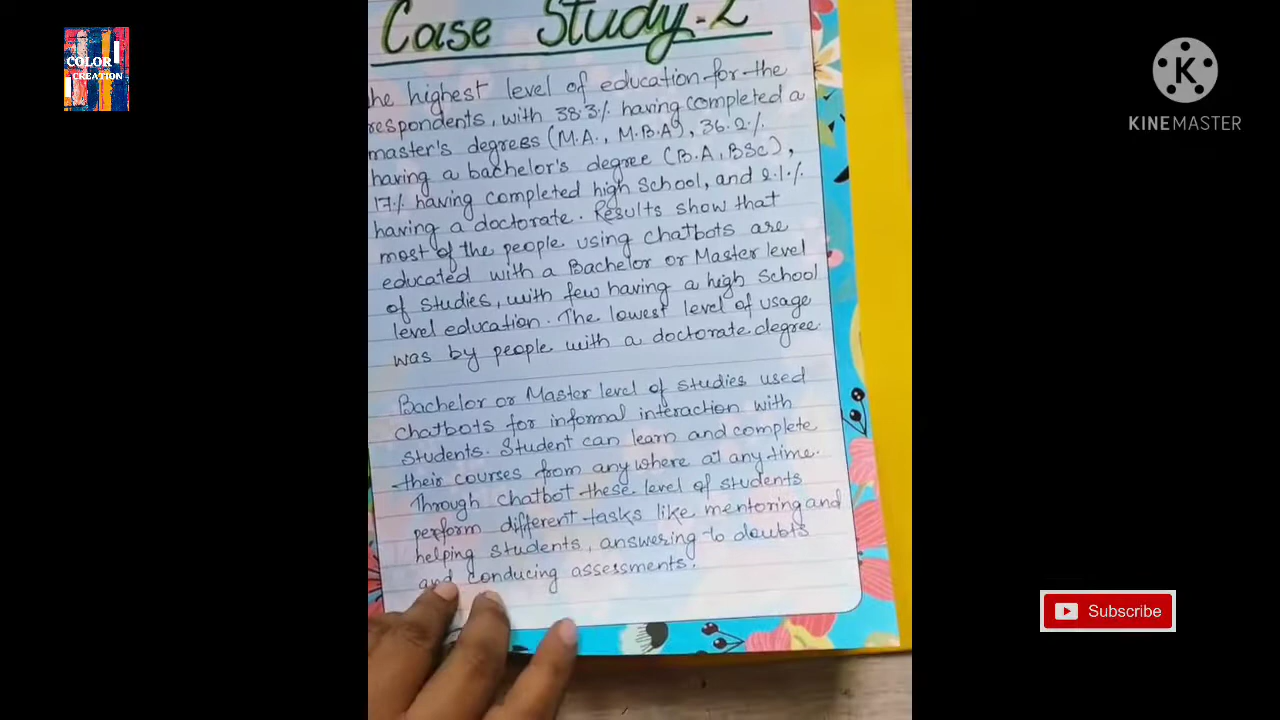 COLOR
CREATION
K
KINEMASTER
Subscribe
Case Study-2
he highest level of education for the
respondents, with 38.3% having completed a
master's degrees (M.A., M.B.A), 36.2%
having a bachelor's degree (B.A, BSc),
17% having completed high School, and 2.1%
having a doctorate. Results show that
most of the people using chatbots are
educated with a Bachelor or Master level
of studies, with few having a high School
level education. The lowest level of usage
was by people with a doctorate degree.
Bachelor or Master level of studies used
chatbots for informal interaction with
students. Student can learn and complete
their courses from any where at any time.
Through chatbot these level of students
perform different tasks like mentoring and
helping students, answering to doubts
and conducing assessments.